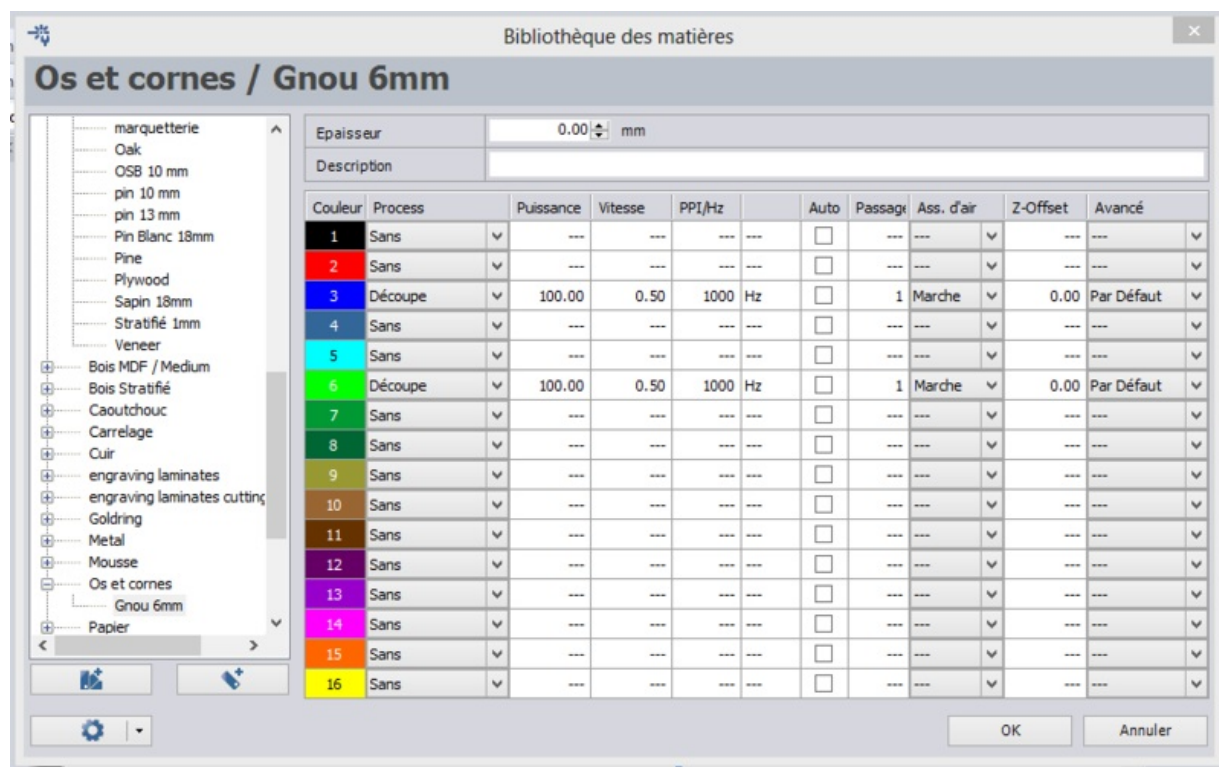 Bibliothèque des matières
Os et cornes / Gnou 6mm
marquetterie
Oak
OSB 10 mm
pin 10 mm
pin 13 mm
Pin Blanc 18mm
Pine
Plywood
Sapin 18mm
Stratifié 1mm
Veneer
Bois MDF / Medium
Bois Stratifié
Caoutchouc
Carrelage
Cuir
engraving laminates
engraving laminates cutting
Goldring
Metal
Mousse
Os et cornes
Gnou 6mm
Papier
Epaisseur 0.00 mm
Description
Couleur Process Puissance Vitesse PPI/Hz Auto Passage Ass. d'air Z-Offset Avancé
1 Sans --- --- --- --- --- --- --- ---
2 Sans --- --- --- --- --- --- --- ---
3 Découpe 100.00 0.50 1000 Hz 1 Marche 0.00 Par Défaut
4 Sans --- --- --- --- --- --- --- ---
5 Sans --- --- --- --- --- --- --- ---
6 Découpe 100.00 0.50 1000 Hz 1 Marche 0.00 Par Défaut
7 Sans --- --- --- --- --- --- --- ---
8 Sans --- --- --- --- --- --- --- ---
9 Sans --- --- --- --- --- --- --- ---
10 Sans --- --- --- --- --- --- --- ---
11 Sans --- --- --- --- --- --- --- ---
12 Sans --- --- --- --- --- --- --- ---
13 Sans --- --- --- --- --- --- --- ---
14 Sans --- --- --- --- --- --- --- ---
15 Sans --- --- --- --- --- --- --- ---
16 Sans --- --- --- --- --- --- --- ---
OK Annuler